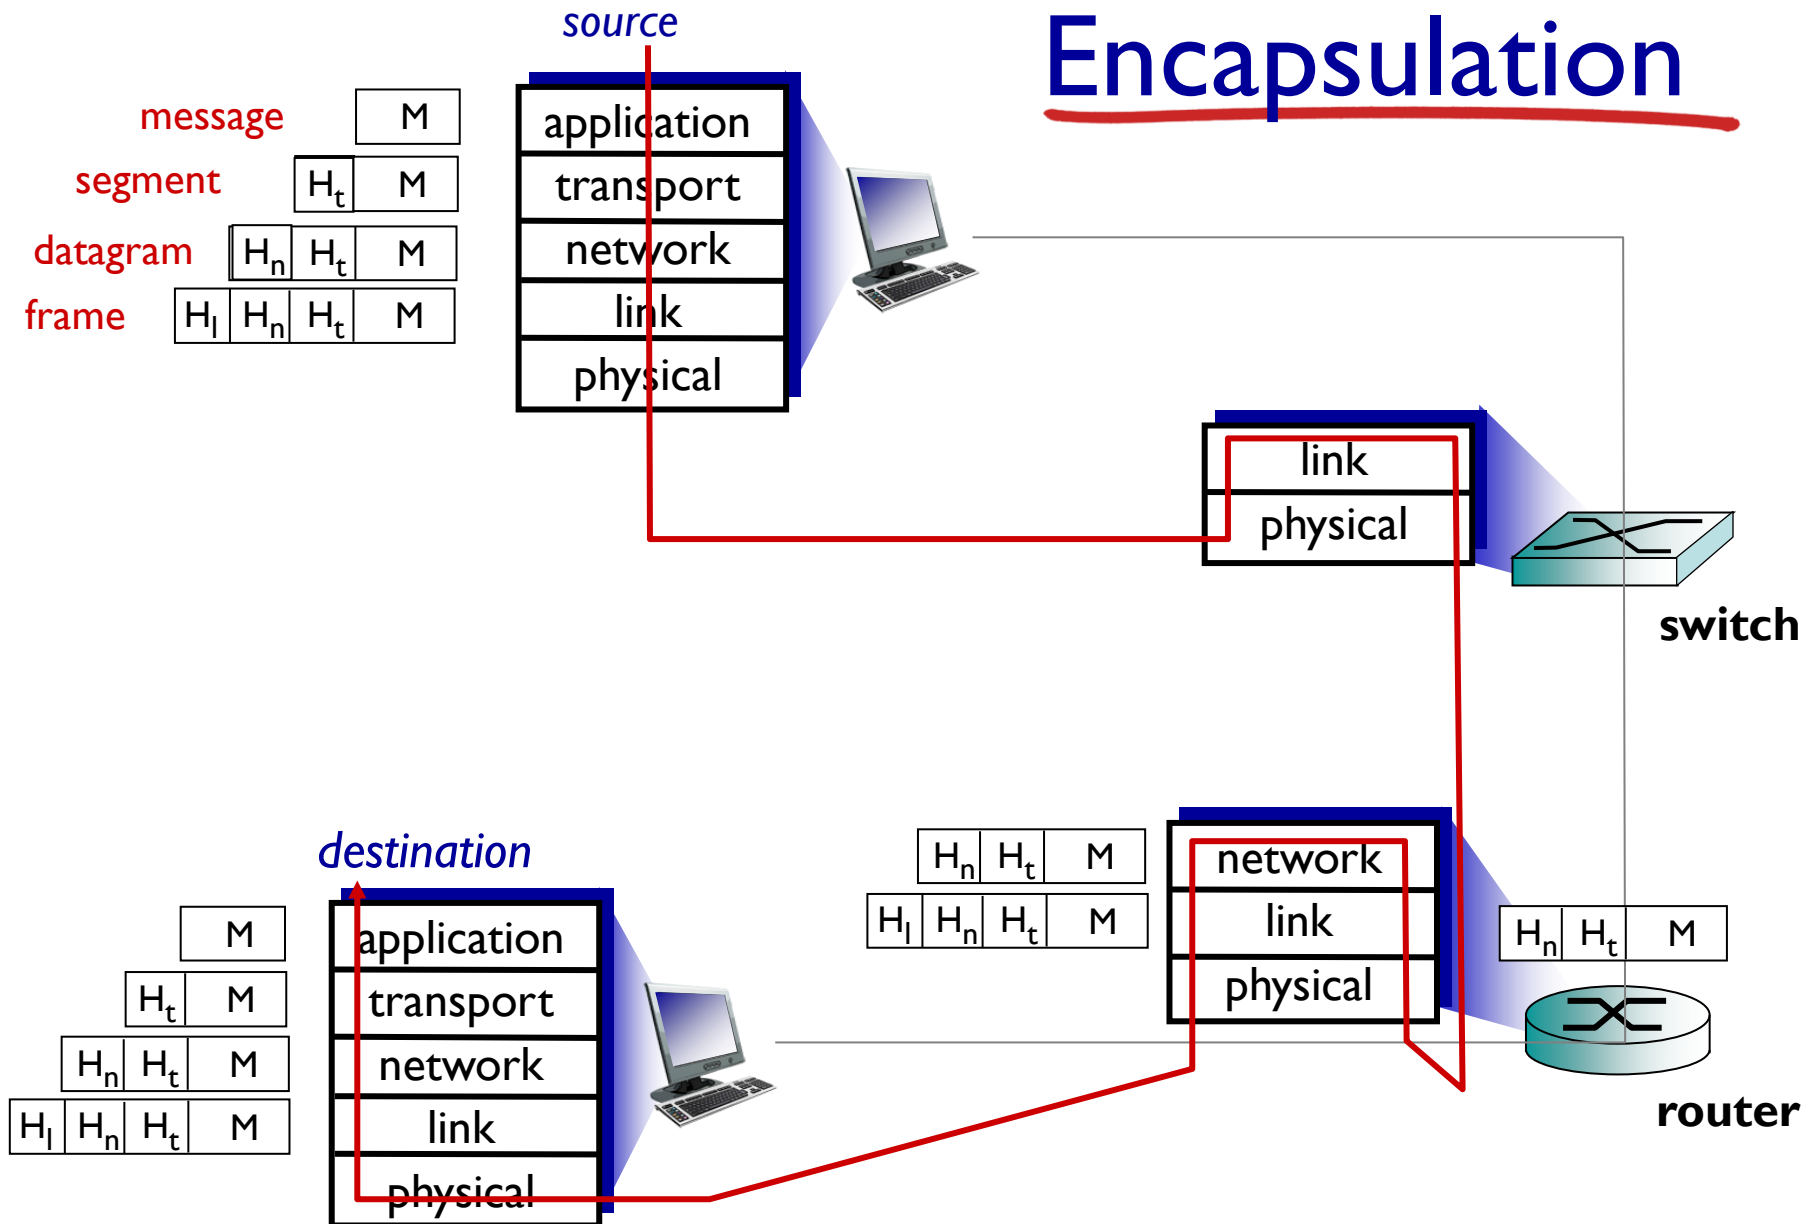 source
Encapsulation
message M
segment Ht M
datagram Hn Ht M
frame Hl Hn Ht M
application
transport
network
link
physical
link
physical
switch
destination
M
Ht M
Hn Ht M
Hl Hn Ht M
application
transport
network
link
physical
Hn Ht M
Hl Hn Ht M
network
link
physical
Hn Ht M
router